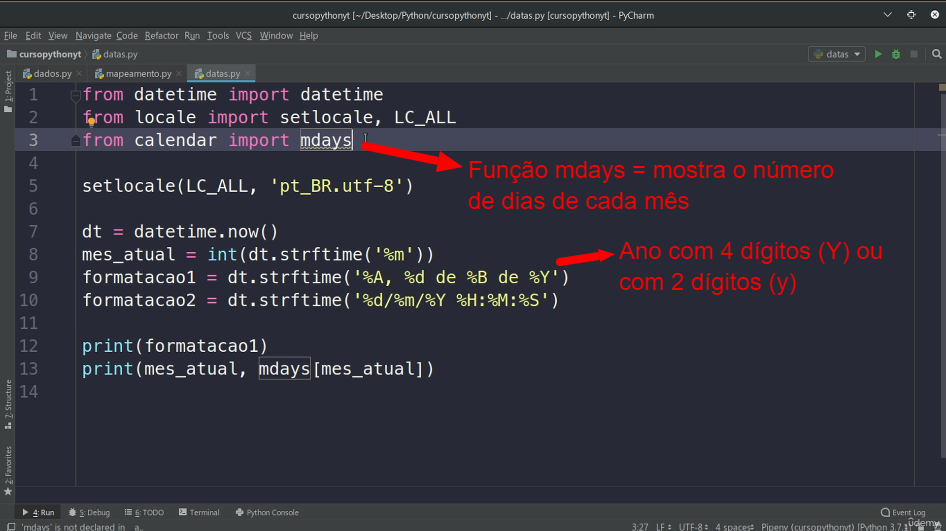 cursopythonyt [~/Desktop/Python/cursopythonyt] - .../datas.py [cursopythonyt] - PyCharm
File Edit View Navigate Code Refactor Run Tools VCS Window Help
cursopythonyt datas.py
datas
dados.py mapeamento.py datas.py
1: Project
1 from datetime import datetime
2 from locale import setlocale, LC_ALL
3 from calendar import mdays
Função mdays = mostra o número
de dias de cada mês
4
5 setlocale(LC_ALL, 'pt_BR.utf-8')
6
7 dt = datetime.now()
8 mes_atual = int(dt.strftime('%m'))
9 formatacao1 = dt.strftime('%A, %d de %B de %Y')
10 formatacao2 = dt.strftime('%d/%m/%Y %H:%M:%S')
Ano com 4 dígitos (Y) ou
com 2 dígitos (y)
11
12 print(formatacao1)
13 print(mes_atual, mdays[mes_atual])
14
7: Structure
2: Favorites
4: Run 5: Debug 6: TODO Terminal Python Console Event Log
'mdays' is not declared in __a.. 3:27 LF UTF-8 4 spaces Pipenv (cursopythonyt) [Python 3.7.
udemy